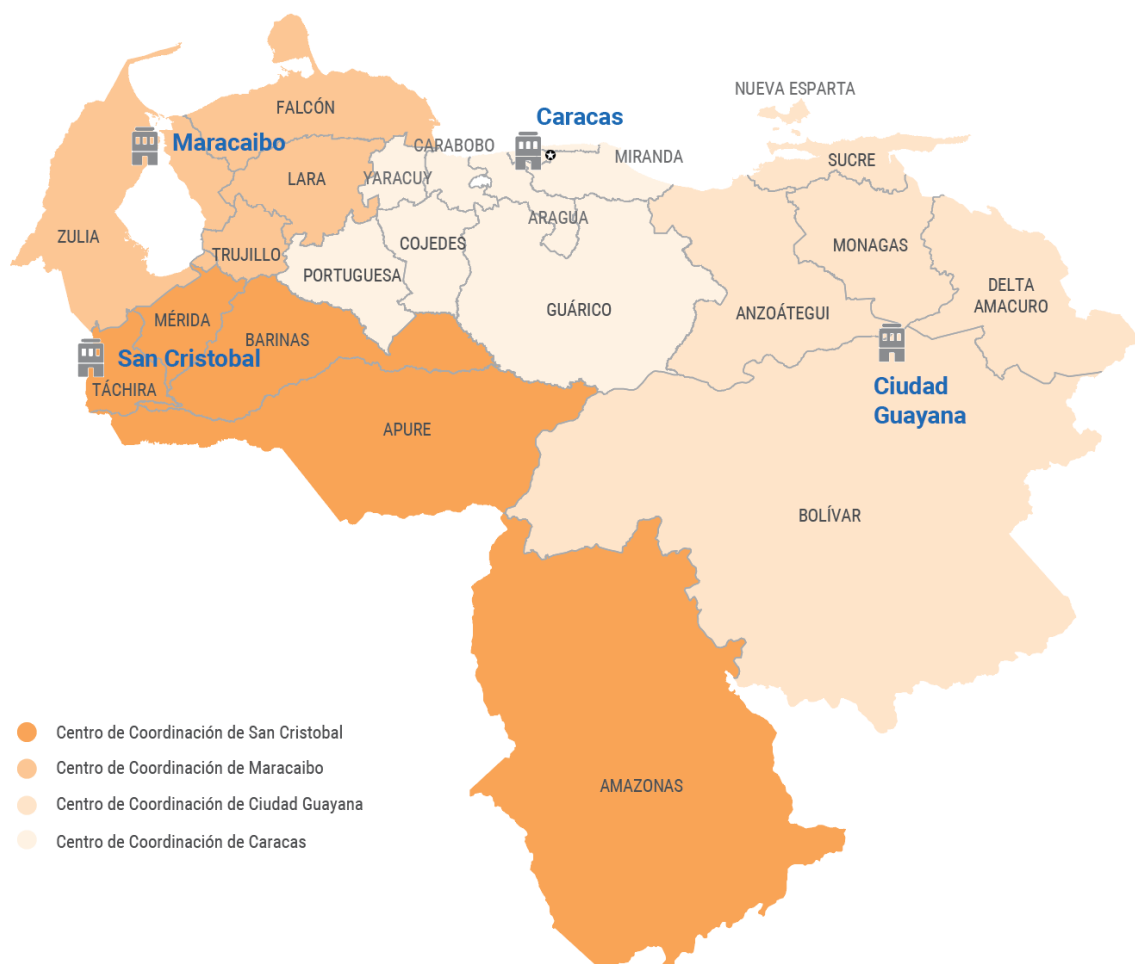 NUEVA ESPARTA
FALCÓN
Caracas
Maracaibo
CARABOBO
MIRANDA
SUCRE
LARA
YARACUY
ARAGUA
ZULIA
TRUJILLO
COJEDES
MONAGAS
PORTUGUESA
DELTA
AMACURO
GUÁRICO
ANZOÁTEGUI
MÉRIDA
BARINAS
San Cristobal
TÁCHIRA
Ciudad
Guayana
APURE
BOLÍVAR
Centro de Coordinación de San Cristobal
Centro de Coordinación de Maracaibo
Centro de Coordinación de Ciudad Guayana
Centro de Coordinación de Caracas
AMAZONAS